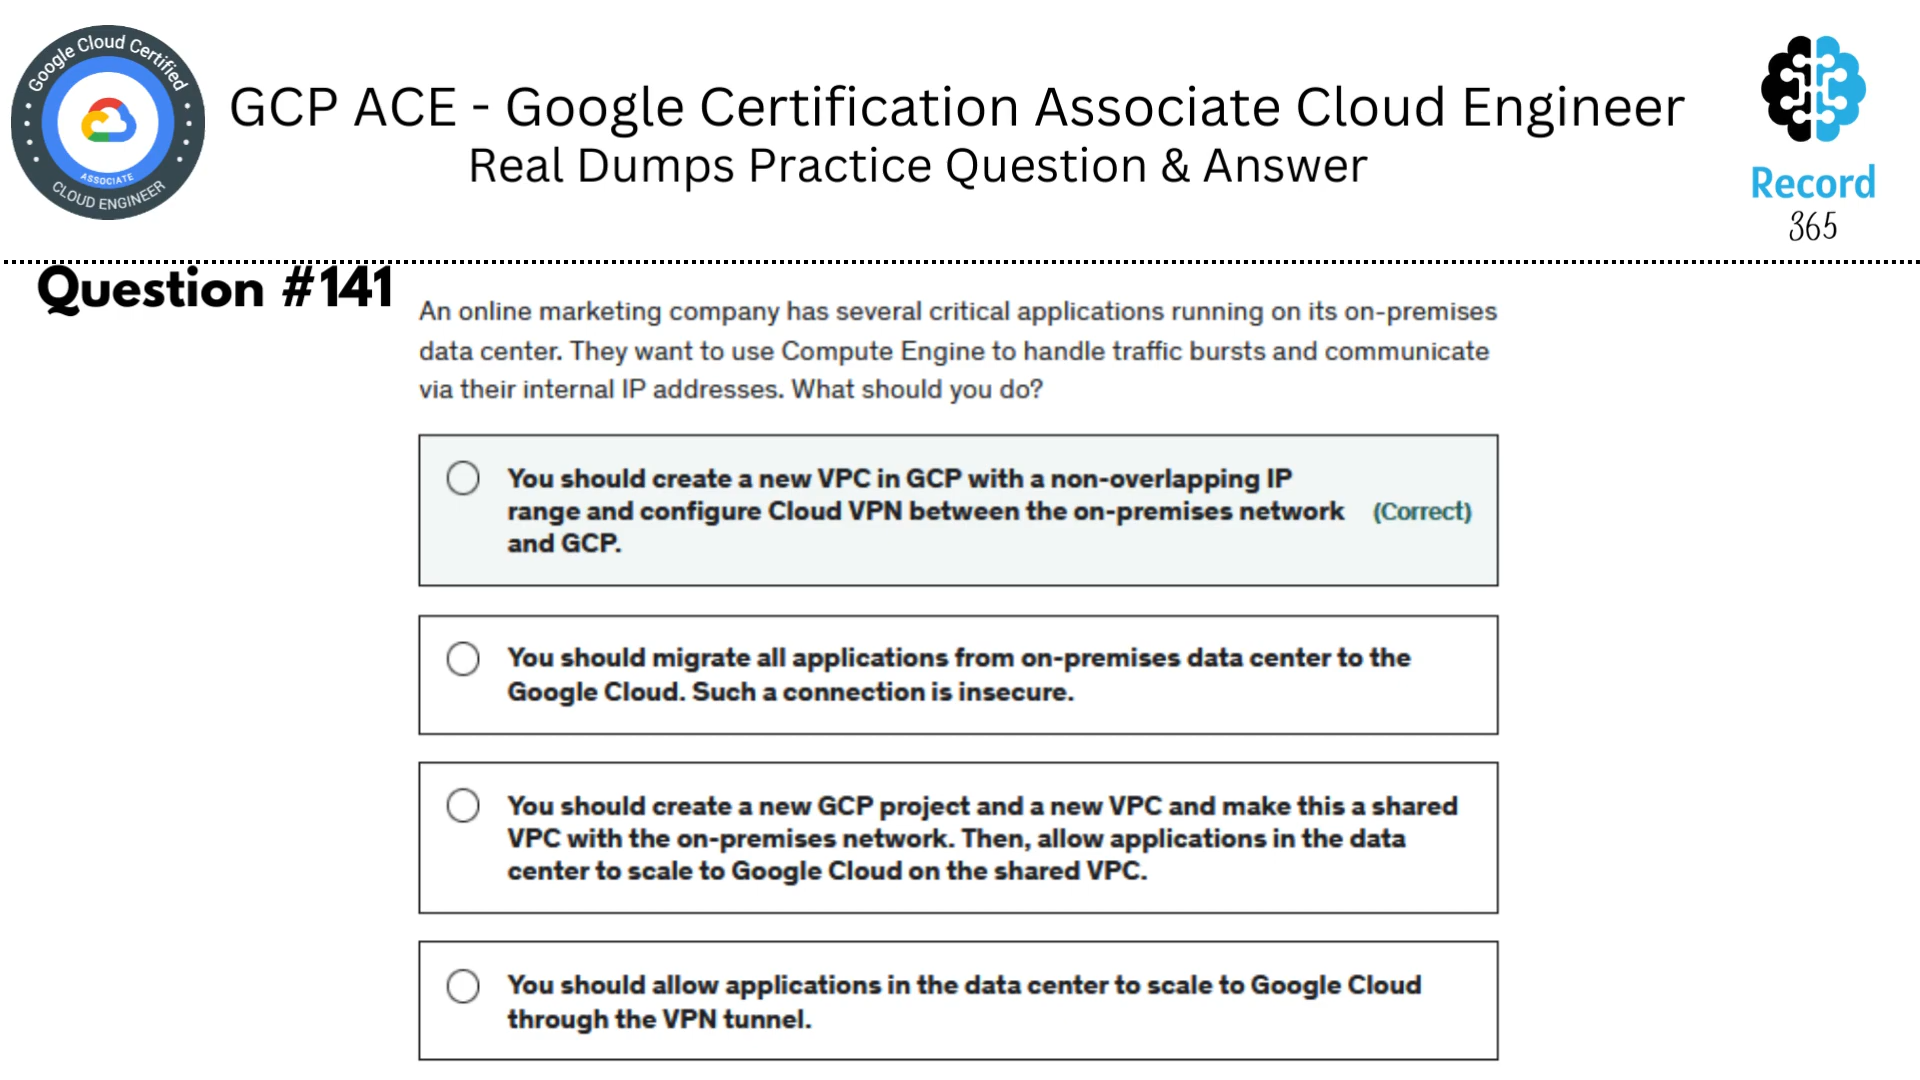 Google Cloud Certified
ASSOCIATE
CLOUD ENGINEER
GCP ACE - Google Certification Associate Cloud Engineer
Real Dumps Practice Question & Answer
Record
365
Question #141
An online marketing company has several critical applications running on its on-premises
data center. They want to use Compute Engine to handle traffic bursts and communicate
via their internal IP addresses. What should you do?
You should create a new VPC in GCP with a non-overlapping IP
range and configure Cloud VPN between the on-premises network (Correct)
and GCP.
You should migrate all applications from on-premises data center to the
Google Cloud. Such a connection is insecure.
You should create a new GCP project and a new VPC and make this a shared
VPC with the on-premises network. Then, allow applications in the data
center to scale to Google Cloud on the shared VPC.
You should allow applications in the data center to scale to Google Cloud
through the VPN tunnel.